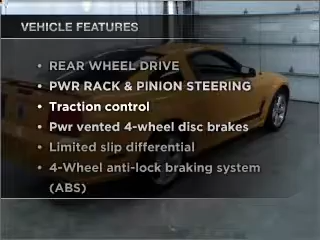 VEHICLE FEATURES
• REAR WHEEL DRIVE
• PWR RACK & PINION STEERING
• Traction control
• Pwr vented 4-wheel disc brakes
• Limited slip differential
• 4-Wheel anti-lock braking system
(ABS)